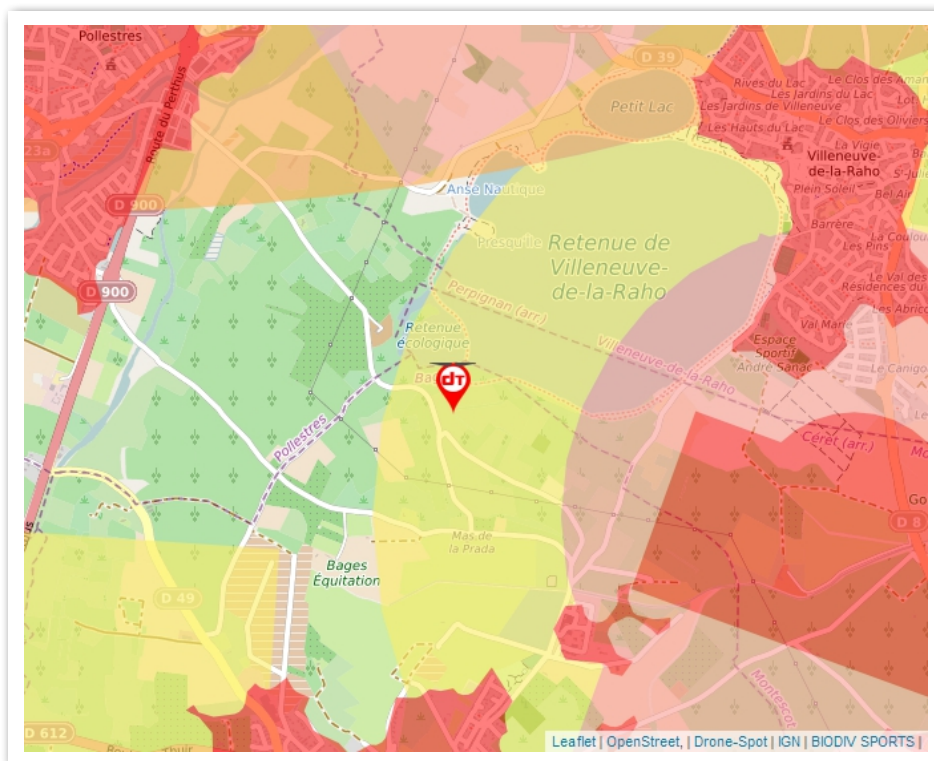 Pollestres
D 39
Rives du Lac
Le Clos des Aman
Les Jardins du Lac
Lot.
Petit Lac
Les Jardins de Villeneuve
Le Clos des Oliviers
Les Hauts du Lac
Route du Perthus
La Vigie
23a
Villeneuve-
de-la-Raho
Plein Soleil
Bel-Air
Anse Nautique
D 900
Barrère
Presqu'île
Retenue de
Villeneuve-
de-la-Raho
Les Pins
La Coulou
D 900
Perpignan (arr.)
Le Val des
Résidences du
Les Abrico
Val Marie
Retenue
écologique
Villeneuve-de-la-Raho
Espace
Sportif
André Sanac
Le Canigo
DT
Pollestres
Céret (arr.)
D 8
Mas de
la Prada
Bages
Équitation
D 49
Montescot
D 612
Leaflet | OpenStreet, | Drone-Spot | IGN | BIODIV SPORTS |